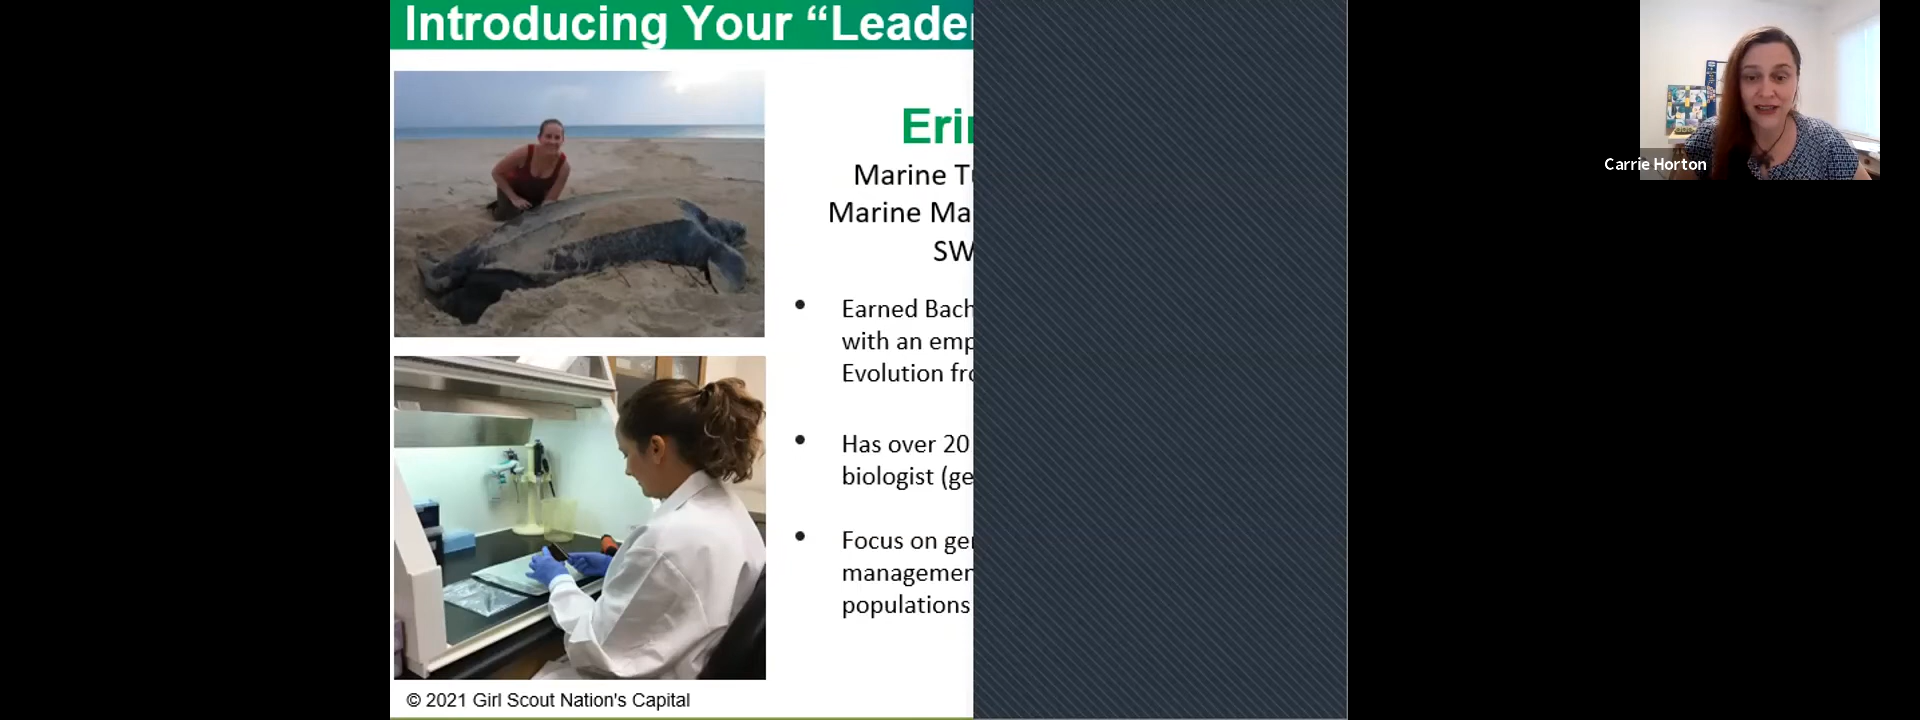 Introducing Your “Leade
Eri
Marine T
Marine Ma
SW
Earned Bach
with an emp
Evolution fr
Has over 20
biologist (ge
Focus on ge
managemen
populations
© 2021 Girl Scout Nation's Capital
Carrie Horton